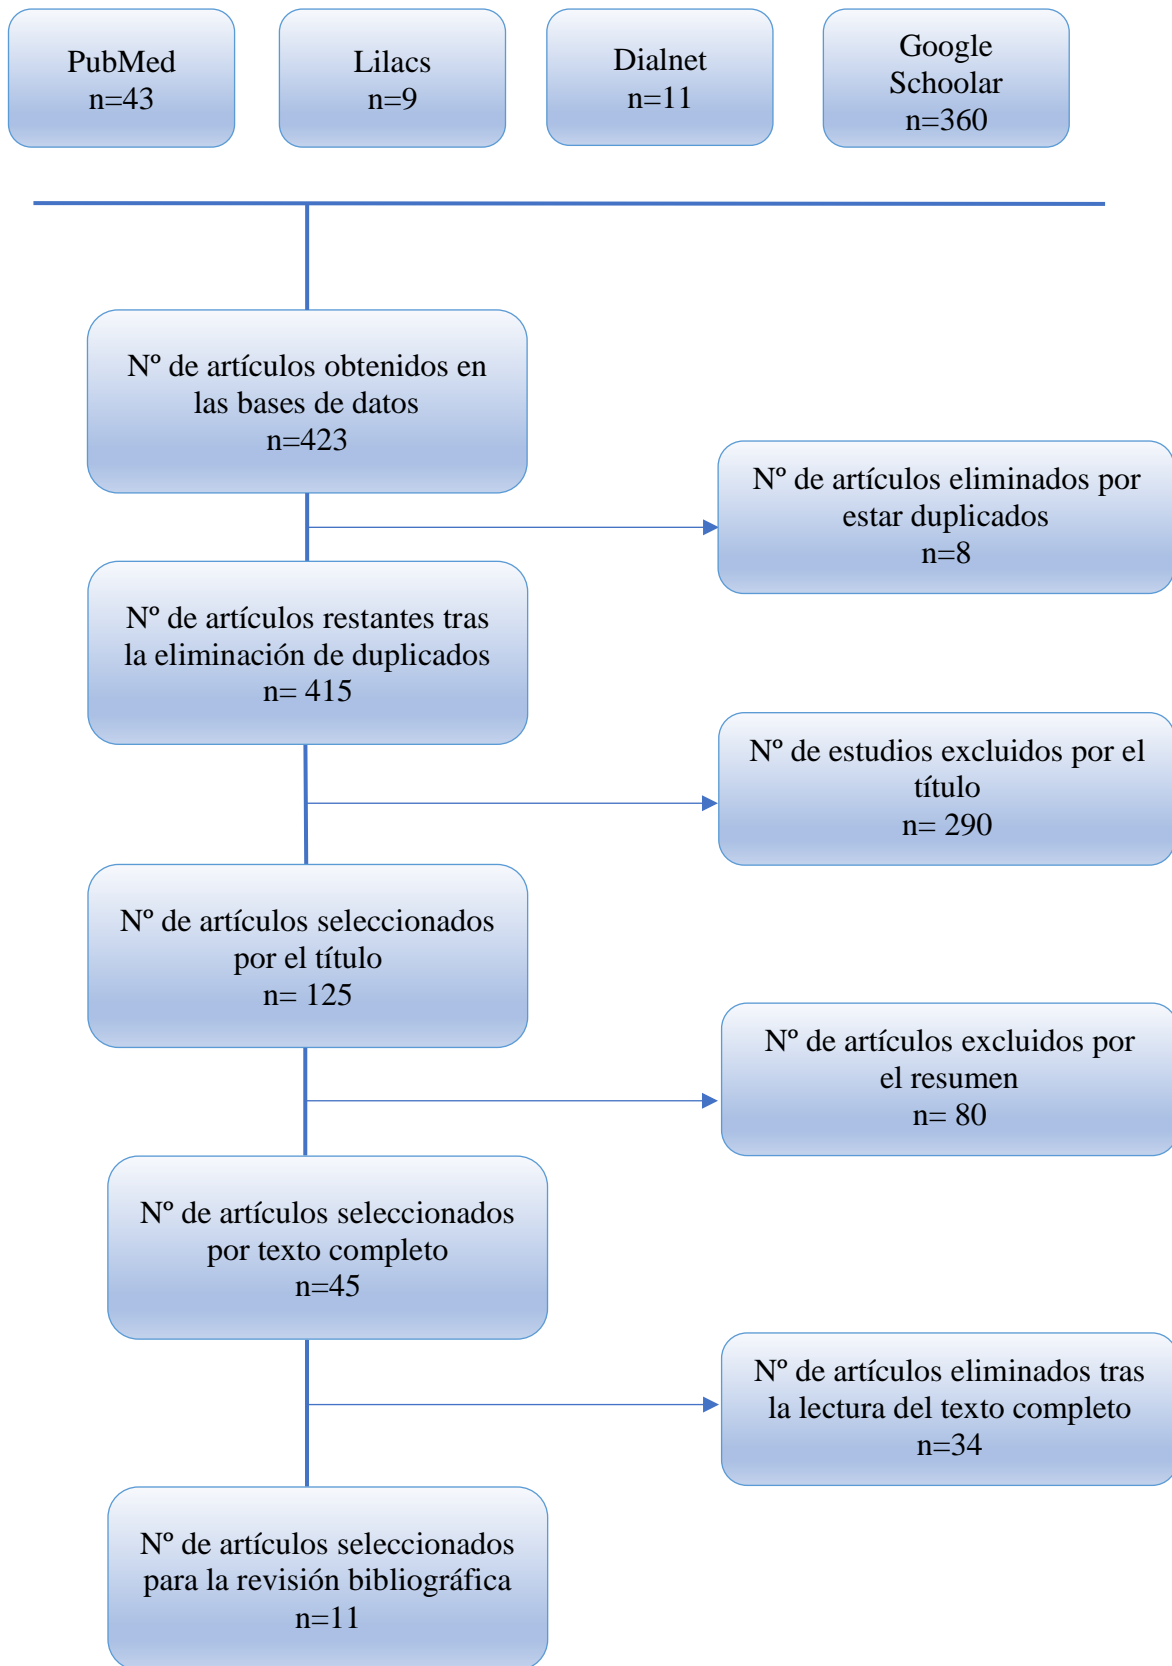 PubMed
n=43
Lilacs
n=9
Dialnet
n=11
Google
Schoolar
n=360
Nº de artículos obtenidos en
las bases de datos
n=423
Nº de artículos eliminados por
estar duplicados
n=8
Nº de artículos restantes tras
la eliminación de duplicados
n= 415
Nº de estudios excluidos por el
título
n= 290
Nº de artículos seleccionados
por el título
n= 125
Nº de artículos excluidos por
el resumen
n= 80
Nº de artículos seleccionados
por texto completo
n=45
Nº de artículos eliminados tras
la lectura del texto completo
n=34
Nº de artículos seleccionados
para la revisión bibliográfica
n=11